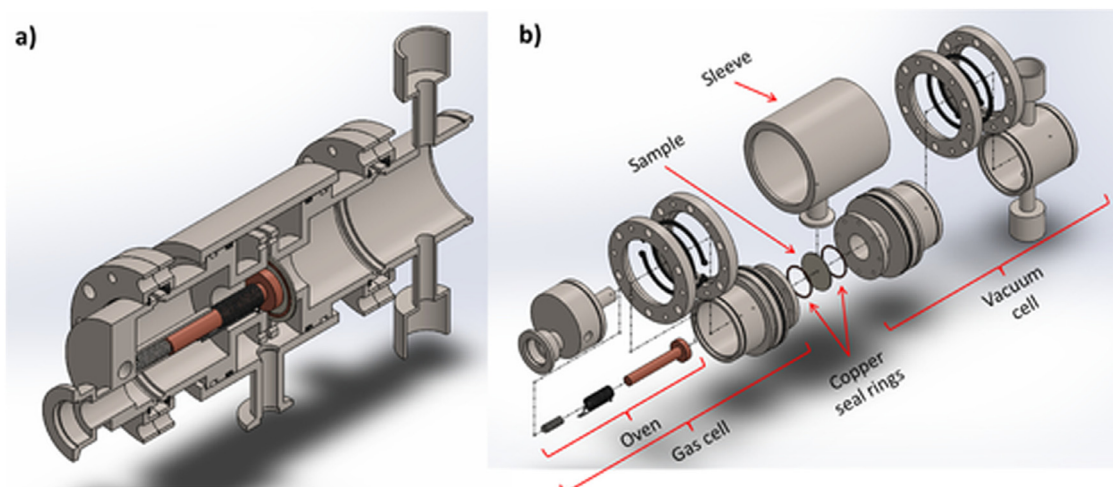 a)
b)
Sleeve
Sample
Oven
Gas cell
Copper
seal rings
Vacuum
cell